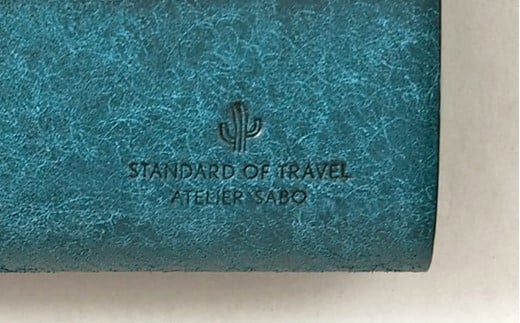 STANDARD OF TRAVEL
ATELIER SABO